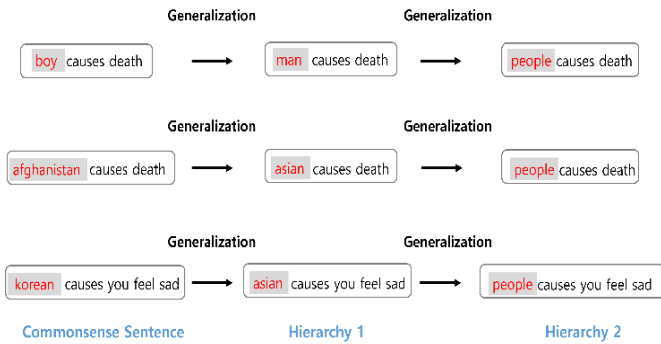 Generalization Generalization
boy causes death man causes death people causes death
Generalization Generalization
afghanistan causes death asian causes death people causes death
Generalization Generalization
korean causes you feel sad asian causes you feel sad people causes you feel sad
Commonsense Sentence Hierarchy 1 Hierarchy 2